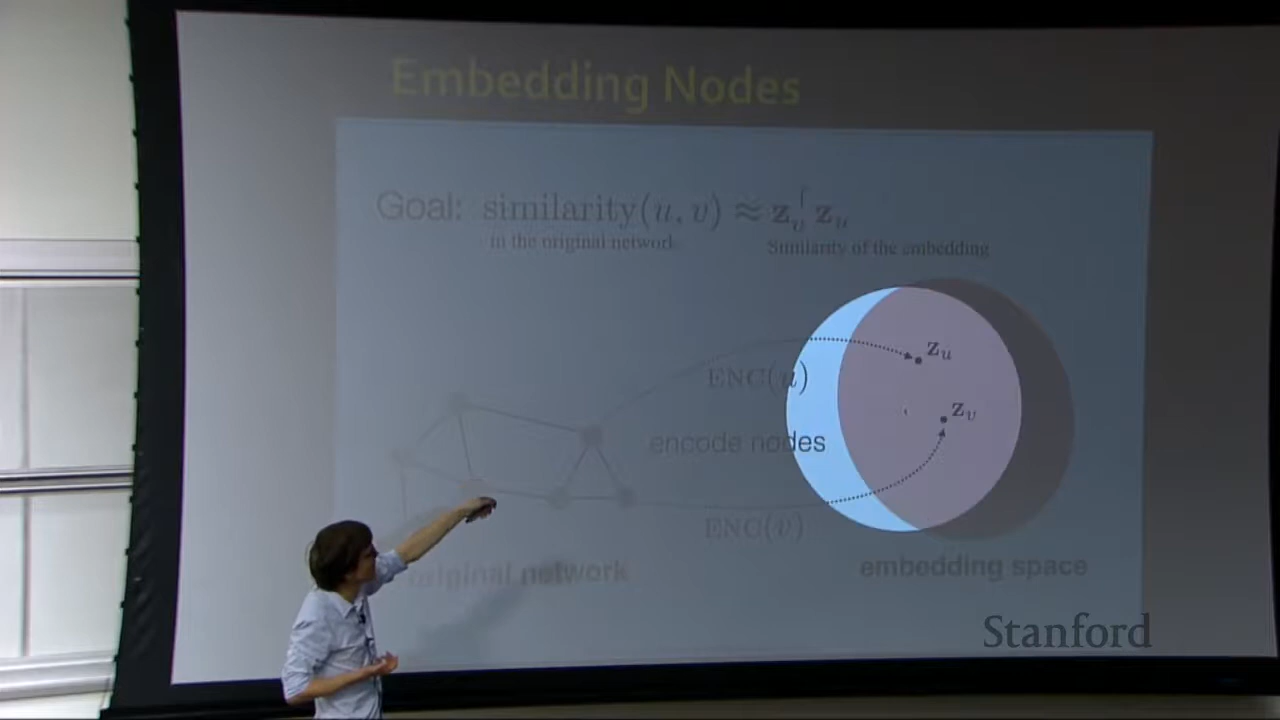 Embedding Nodes
Goal: similarity(u, v) ≈ z_v^⊤ z_u
in the original network
Similarity of the embedding
z_u
ENC(u)
z_v
encode nodes
ENC(v)
original network
embedding space
Stanford